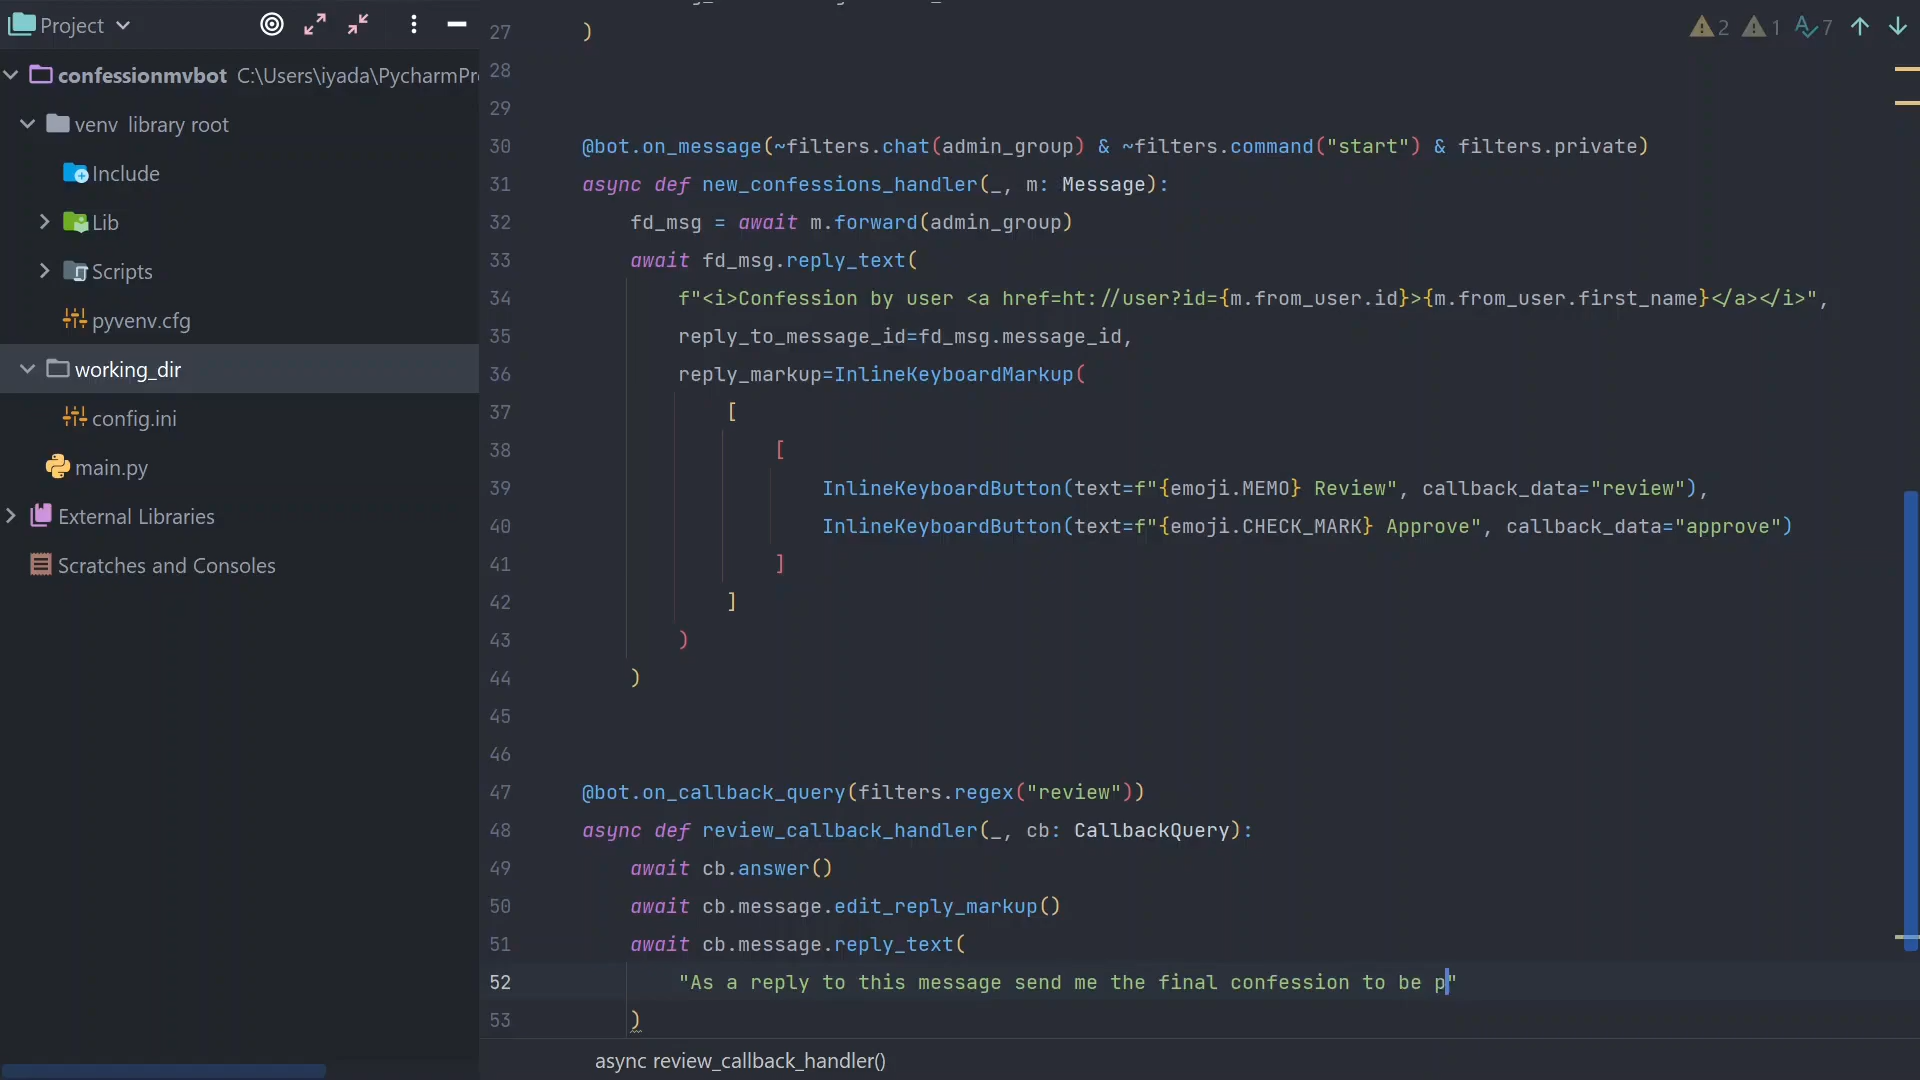 Project
confessionmvbot C:\Users\iyada\PycharmPr
venv library root
Include
Lib
Scripts
pyvenv.cfg
working_dir
config.ini
main.py
External Libraries
Scratches and Consoles
2 1 7
27 )
28
29
30 @bot.on_message(~filters.chat(admin_group) & ~filters.command("start") & filters.private)
31 async def new_confessions_handler(_, m: Message):
32 fd_msg = await m.forward(admin_group)
33 await fd_msg.reply_text(
34 f"<i>Confession by user <a href=ht://user?id={m.from_user.id}>{m.from_user.first_name}</a></i>",
35 reply_to_message_id=fd_msg.message_id,
36 reply_markup=InlineKeyboardMarkup(
37 [
38 [
39 InlineKeyboardButton(text=f"{emoji.MEMO} Review", callback_data="review"),
40 InlineKeyboardButton(text=f"{emoji.CHECK_MARK} Approve", callback_data="approve")
41 ]
42 ]
43 )
44 )
45
46
47 @bot.on_callback_query(filters.regex("review"))
48 async def review_callback_handler(_, cb: CallbackQuery):
49 await cb.answer()
50 await cb.message.edit_reply_markup()
51 await cb.message.reply_text(
52 "As a reply to this message send me the final confession to be p"
53 )
async review_callback_handler()